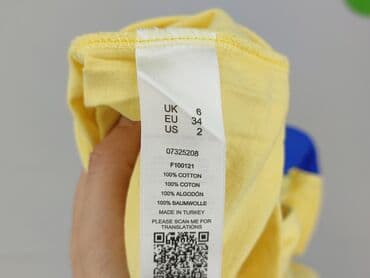 UK 6
EU 34
US 2
07325208
F100121
100% COTTON
100% COTON
100% ALGODÓN
100% BAUMWOLLE
MADE IN TURKEY
PLEASE SCAN ME FOR
TRANSLATIONS